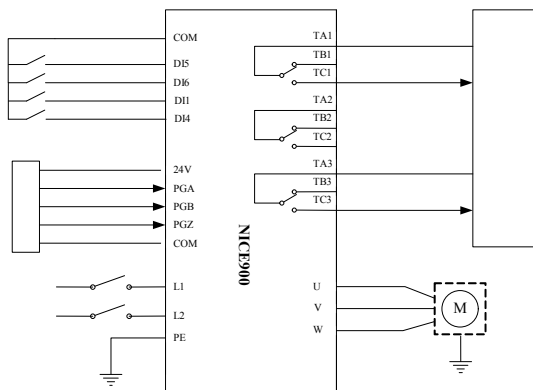 COM
DI5
DI6
DI1
DI4
24V
PGA
PGB
PGZ
COM
L1
L2
PE
NICE900
TA1
TB1
TC1
TA2
TB2
TC2
TA3
TB3
TC3
U
V
W
M